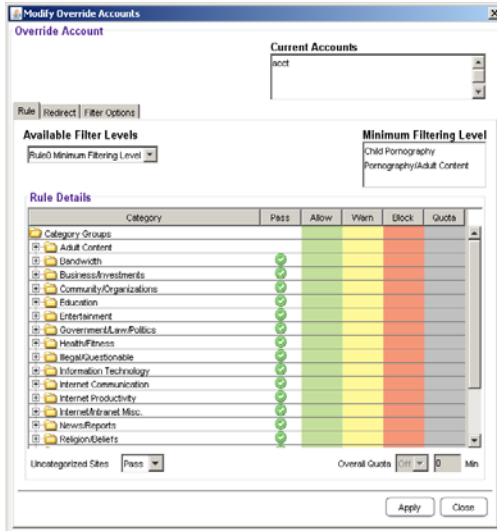 Modify Override Accounts
Override Account
Current Accounts
acct
Rule Redirect Filter Options
Available Filter Levels
Minimum Filtering Level
Rule0 Minimum Filtering Level
Child Pornography
Pornography/Adult Content
Rule Details
Category Pass Allow Warn Block Quota
Category Groups
Adult Content
Bandwidth
Business/Investments
Community/Organizations
Education
Entertainment
Government/Law/Politics
Health/Fitness
Illegal/Questionable
Information Technology
Internet Communication
Internet Productivity
Internet/Intranet Misc.
News/Reports
Religion/Beliefs
Uncategorized Sites Pass Overall Quota Off 0 Min
Apply Close